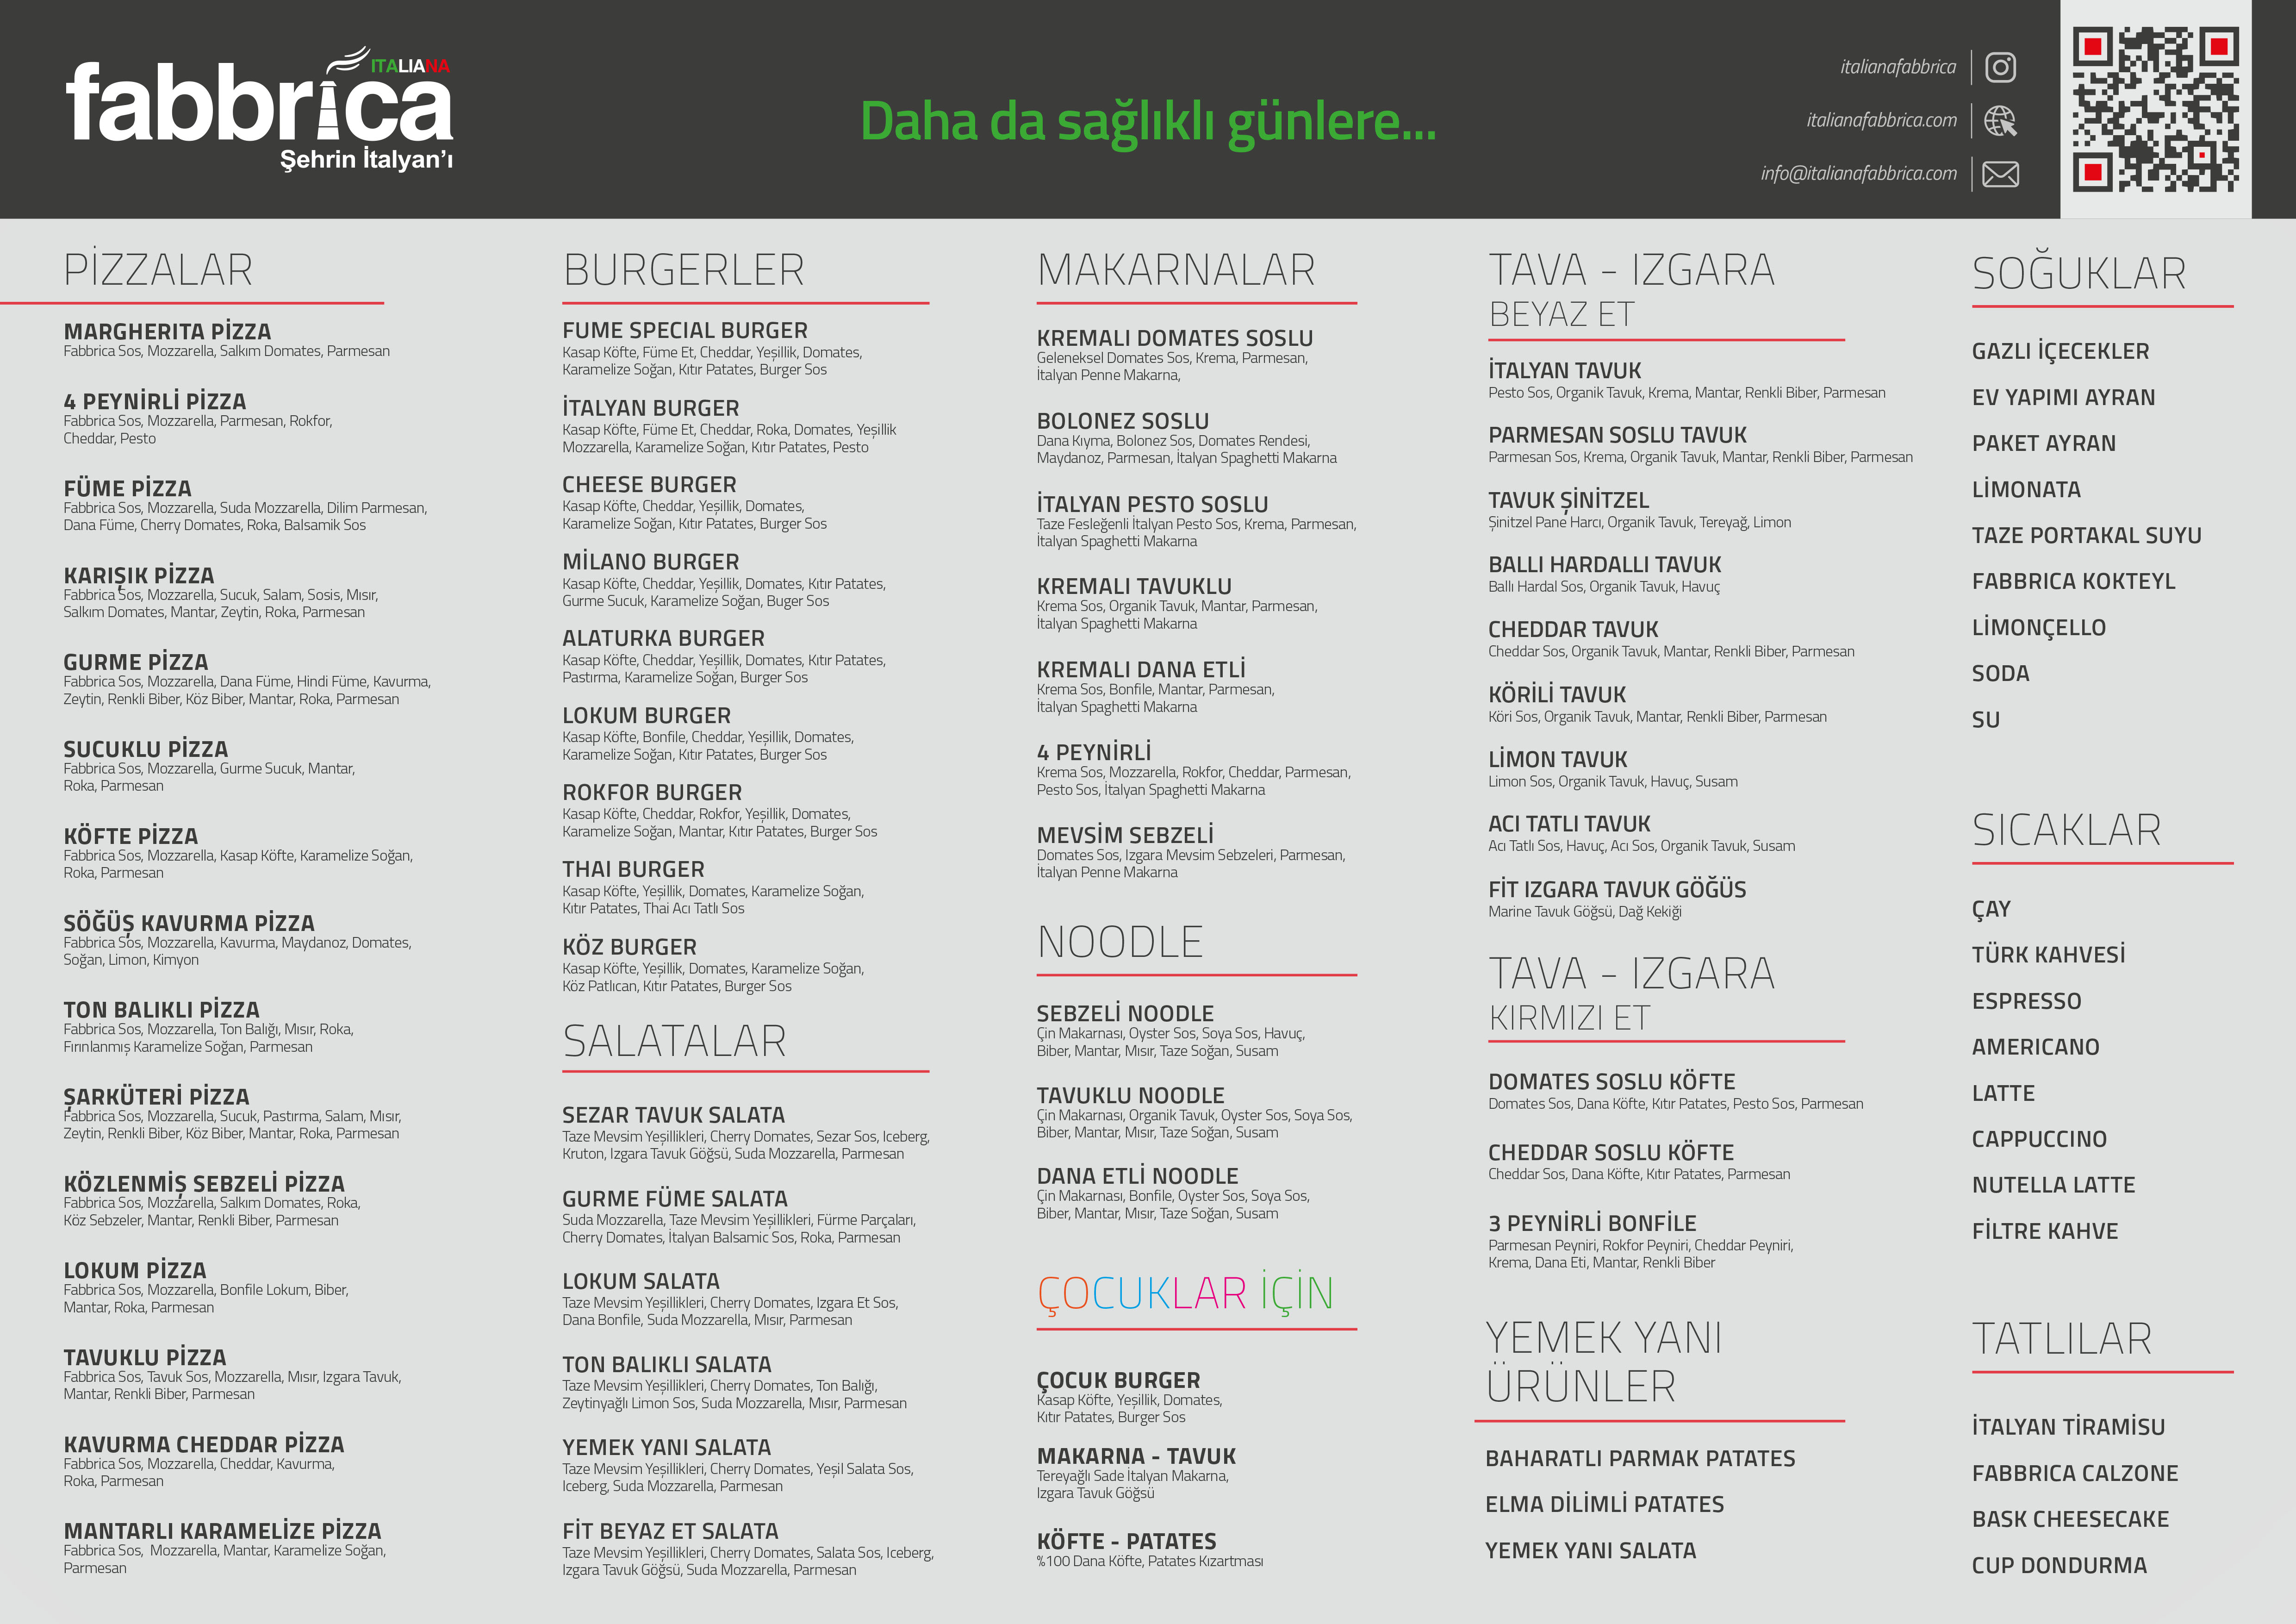 fabbrica
ITALIANA
Şehrin İtalyan'ı
Daha da sağlıklı günlere...
italianafabbrica
italianafabbrica.com
info@italianafabbrica.com
PİZZALAR
MARGHERITA PİZZA
Fabbrica Sos, Mozzarella, Salkım Domates, Parmesan
4 PEYNİRLİ PİZZA
Fabbrica Sos, Mozzarella, Parmesan, Rokfor,
Cheddar, Pesto
FÜME PİZZA
Fabbrica Sos, Mozzarella, Suda Mozzarella, Dilim Parmesan,
Dana Füme, Cherry Domates, Roka, Balsamik Sos
KARIŞIK PİZZA
Fabbrica Sos, Mozzarella, Sucuk, Salam, Sosis, Mısır,
Salkım Domates, Mantar, Zeytin, Roka, Parmesan
GURME PİZZA
Fabbrica Sos, Mozzarella, Dana Füme, Hindi Füme, Kavurma,
Zeytin, Renkli Biber, Köz Biber, Mantar, Roka, Parmesan
SUCUKLU PİZZA
Fabbrica Sos, Mozzarella, Gurme Sucuk, Mantar,
Roka, Parmesan
KÖFTE PİZZA
Fabbrica Sos, Mozzarella, Kasap Köfte, Karamelize Soğan,
Roka, Parmesan
SÖĞÜŞ KAVURMA PİZZA
Fabbrica Sos, Mozzarella, Kavurma, Maydanoz, Domates,
Soğan, Limon, Kimyon
TON BALIKLI PİZZA
Fabbrica Sos, Mozzarella, Ton Balığı, Mısır, Roka,
Fırınlanmış Karamelize Soğan, Parmesan
ŞARKÜTERİ PİZZA
Fabbrica Sos, Mozzarella, Sucuk, Pastırma, Salam, Mısır,
Zeytin, Renkli Biber, Köz Biber, Mantar, Roka, Parmesan
KÖZLENMİŞ SEBZELİ PİZZA
Fabbrica Sos, Mozzarella, Salkım Domates, Roka,
Köz Sebzeler, Mantar, Renkli Biber, Parmesan
LOKUM PİZZA
Fabbrica Sos, Mozzarella, Bonfile Lokum, Biber,
Mantar, Roka, Parmesan
TAVUKLU PİZZA
Fabbrica Sos, Tavuk Sos, Mozzarella, Mısır, Izgara Tavuk,
Mantar, Renkli Biber, Parmesan
KAVURMA CHEDDAR PİZZA
Fabbrica Sos, Mozzarella, Cheddar, Kavurma,
Roka, Parmesan
MANTARLI KARAMELİZE PİZZA
Fabbrica Sos, Mozzarella, Mantar, Karamelize Soğan,
Parmesan
BURGERLER
FUME SPECIAL BURGER
Kasap Köfte, Füme Et, Cheddar, Yeşillik, Domates,
Karamelize Soğan, Kıtır Patates, Burger Sos
İTALYAN BURGER
Kasap Köfte, Füme Et, Cheddar, Roka, Domates, Yeşillik
Mozzarella, Karamelize Soğan, Kıtır Patates, Pesto
CHEESE BURGER
Kasap Köfte, Cheddar, Yeşillik, Domates,
Karamelize Soğan, Kıtır Patates, Burger Sos
MİLANO BURGER
Kasap Köfte, Cheddar, Yeşillik, Domates, Kıtır Patates,
Gurme Sucuk, Karamelize Soğan, Buger Sos
ALATURKA BURGER
Kasap Köfte, Cheddar, Yeşillik, Domates, Kıtır Patates,
Pastırma, Karamelize Soğan, Burger Sos
LOKUM BURGER
Kasap Köfte, Bonfile, Cheddar, Yeşillik, Domates,
Karamelize Soğan, Kıtır Patates, Burger Sos
ROKFOR BURGER
Kasap Köfte, Cheddar, Rokfor, Yeşillik, Domates,
Karamelize Soğan, Mantar, Kıtır Patates, Burger Sos
THAI BURGER
Kasap Köfte, Yeşillik, Domates, Karamelize Soğan,
Kıtır Patates, Thai Acı Tatlı Sos
KÖZ BURGER
Kasap Köfte, Yeşillik, Domates, Karamelize Soğan,
Köz Patlıcan, Kıtır Patates, Burger Sos
SALATALAR
SEZAR TAVUK SALATA
Taze Mevsim Yeşillikleri, Cherry Domates, Sezar Sos, Iceberg,
Kruton, Izgara Tavuk Göğsü, Suda Mozzarella, Parmesan
GURME FÜME SALATA
Suda Mozzarella, Taze Mevsim Yeşillikleri, Fürme Parçaları,
Cherry Domates, İtalyan Balsamic Sos, Roka, Parmesan
LOKUM SALATA
Taze Mevsim Yeşillikleri, Cherry Domates, Izgara Et Sos,
Dana Bonfile, Suda Mozzarella, Mısır, Parmesan
TON BALIKLI SALATA
Taze Mevsim Yeşillikleri, Cherry Domates, Ton Balığı,
Zeytinyağlı Limon Sos, Suda Mozzarella, Mısır, Parmesan
YEMEK YANI SALATA
Taze Mevsim Yeşillikleri, Cherry Domates, Yeşil Salata Sos,
Iceberg, Suda Mozzarella, Parmesan
FİT BEYAZ ET SALATA
Taze Mevsim Yeşillikleri, Cherry Domates, Salata Sos, Iceberg,
Izgara Tavuk Göğsü, Suda Mozzarella, Parmesan
MAKARNALAR
KREMALI DOMATES SOSLU
Geleneksel Domates Sos, Krema, Parmesan,
İtalyan Penne Makarna,
BOLONEZ SOSLU
Dana Kıyma, Bolonez Sos, Domates Rendesi,
Maydanoz, Parmesan, İtalyan Spaghetti Makarna
İTALYAN PESTO SOSLU
Taze Fesleğenli İtalyan Pesto Sos, Krema, Parmesan,
İtalyan Spaghetti Makarna
KREMALI TAVUKLU
Krema Sos, Organik Tavuk, Mantar, Parmesan,
İtalyan Spaghetti Makarna
KREMALI DANA ETLİ
Krema Sos, Bonfile, Mantar, Parmesan,
İtalyan Spaghetti Makarna
4 PEYNİRLİ
Krema Sos, Mozzarella, Rokfor, Cheddar, Parmesan,
Pesto Sos, İtalyan Spaghetti Makarna
MEVSİM SEBZELİ
Domates Sos, Izgara Mevsim Sebzeleri, Parmesan,
İtalyan Penne Makarna
NOODLE
SEBZELİ NOODLE
Çin Makarnası, Oyster Sos, Soya Sos, Havuç,
Biber, Mantar, Mısır, Taze Soğan, Susam
TAVUKLU NOODLE
Çin Makarnası, Organik Tavuk, Oyster Sos, Soya Sos,
Biber, Mantar, Mısır, Taze Soğan, Susam
DANA ETLİ NOODLE
Çin Makarnası, Bonfile, Oyster Sos, Soya Sos,
Biber, Mantar, Mısır, Taze Soğan, Susam
ÇOCUKLAR İÇİN
ÇOCUK BURGER
Kasap Köfte, Yeşillik, Domates,
Kıtır Patates, Burger Sos
MAKARNA - TAVUK
Tereyağlı Sade İtalyan Makarna,
Izgara Tavuk Göğsü
KÖFTE - PATATES
%100 Dana Köfte, Patates Kızartması
TAVA - IZGARA
BEYAZ ET
İTALYAN TAVUK
Pesto Sos, Organik Tavuk, Krema, Mantar, Renkli Biber, Parmesan
PARMESAN SOSLU TAVUK
Parmesan Sos, Krema, Organik Tavuk, Mantar, Renkli Biber, Parmesan
TAVUK ŞİNİTZEL
Şinitzel Pane Harcı, Organik Tavuk, Tereyağ, Limon
BALLI HARDALLI TAVUK
Ballı Hardal Sos, Organik Tavuk, Havuç
CHEDDAR TAVUK
Cheddar Sos, Organik Tavuk, Mantar, Renkli Biber, Parmesan
KÖRİLİ TAVUK
Köri Sos, Organik Tavuk, Mantar, Renkli Biber, Parmesan
LİMON TAVUK
Limon Sos, Organik Tavuk, Havuç, Susam
ACI TATLI TAVUK
Acı Tatlı Sos, Havuç, Acı Sos, Organik Tavuk, Susam
FİT IZGARA TAVUK GÖĞÜS
Marine Tavuk Göğsü, Dağ Kekiği
TAVA - IZGARA
KIRMIZI ET
DOMATES SOSLU KÖFTE
Domates Sos, Dana Köfte, Kıtır Patates, Pesto Sos, Parmesan
CHEDDAR SOSLU KÖFTE
Cheddar Sos, Dana Köfte, Kıtır Patates, Parmesan
3 PEYNİRLİ BONFİLE
Parmesan Peyniri, Rokfor Peyniri, Cheddar Peyniri,
Krema, Dana Eti, Mantar, Renkli Biber
YEMEK YANI
ÜRÜNLER
BAHARATLI PARMAK PATATES
ELMA DİLİMLİ PATATES
YEMEK YANI SALATA
SOĞUKLAR
GAZLI İÇECEKLER
EV YAPIMI AYRAN
PAKET AYRAN
LİMONATA
TAZE PORTAKAL SUYU
FABBRICA KOKTEYL
LİMONÇELLO
SODA
SU
SICAKLAR
ÇAY
TÜRK KAHVESİ
ESPRESSO
AMERICANO
LATTE
CAPPUCCINO
NUTELLA LATTE
FİLTRE KAHVE
TATLILAR
İTALYAN TİRAMİSU
FABBRICA CALZONE
BASK CHEESECAKE
CUP DONDURMA